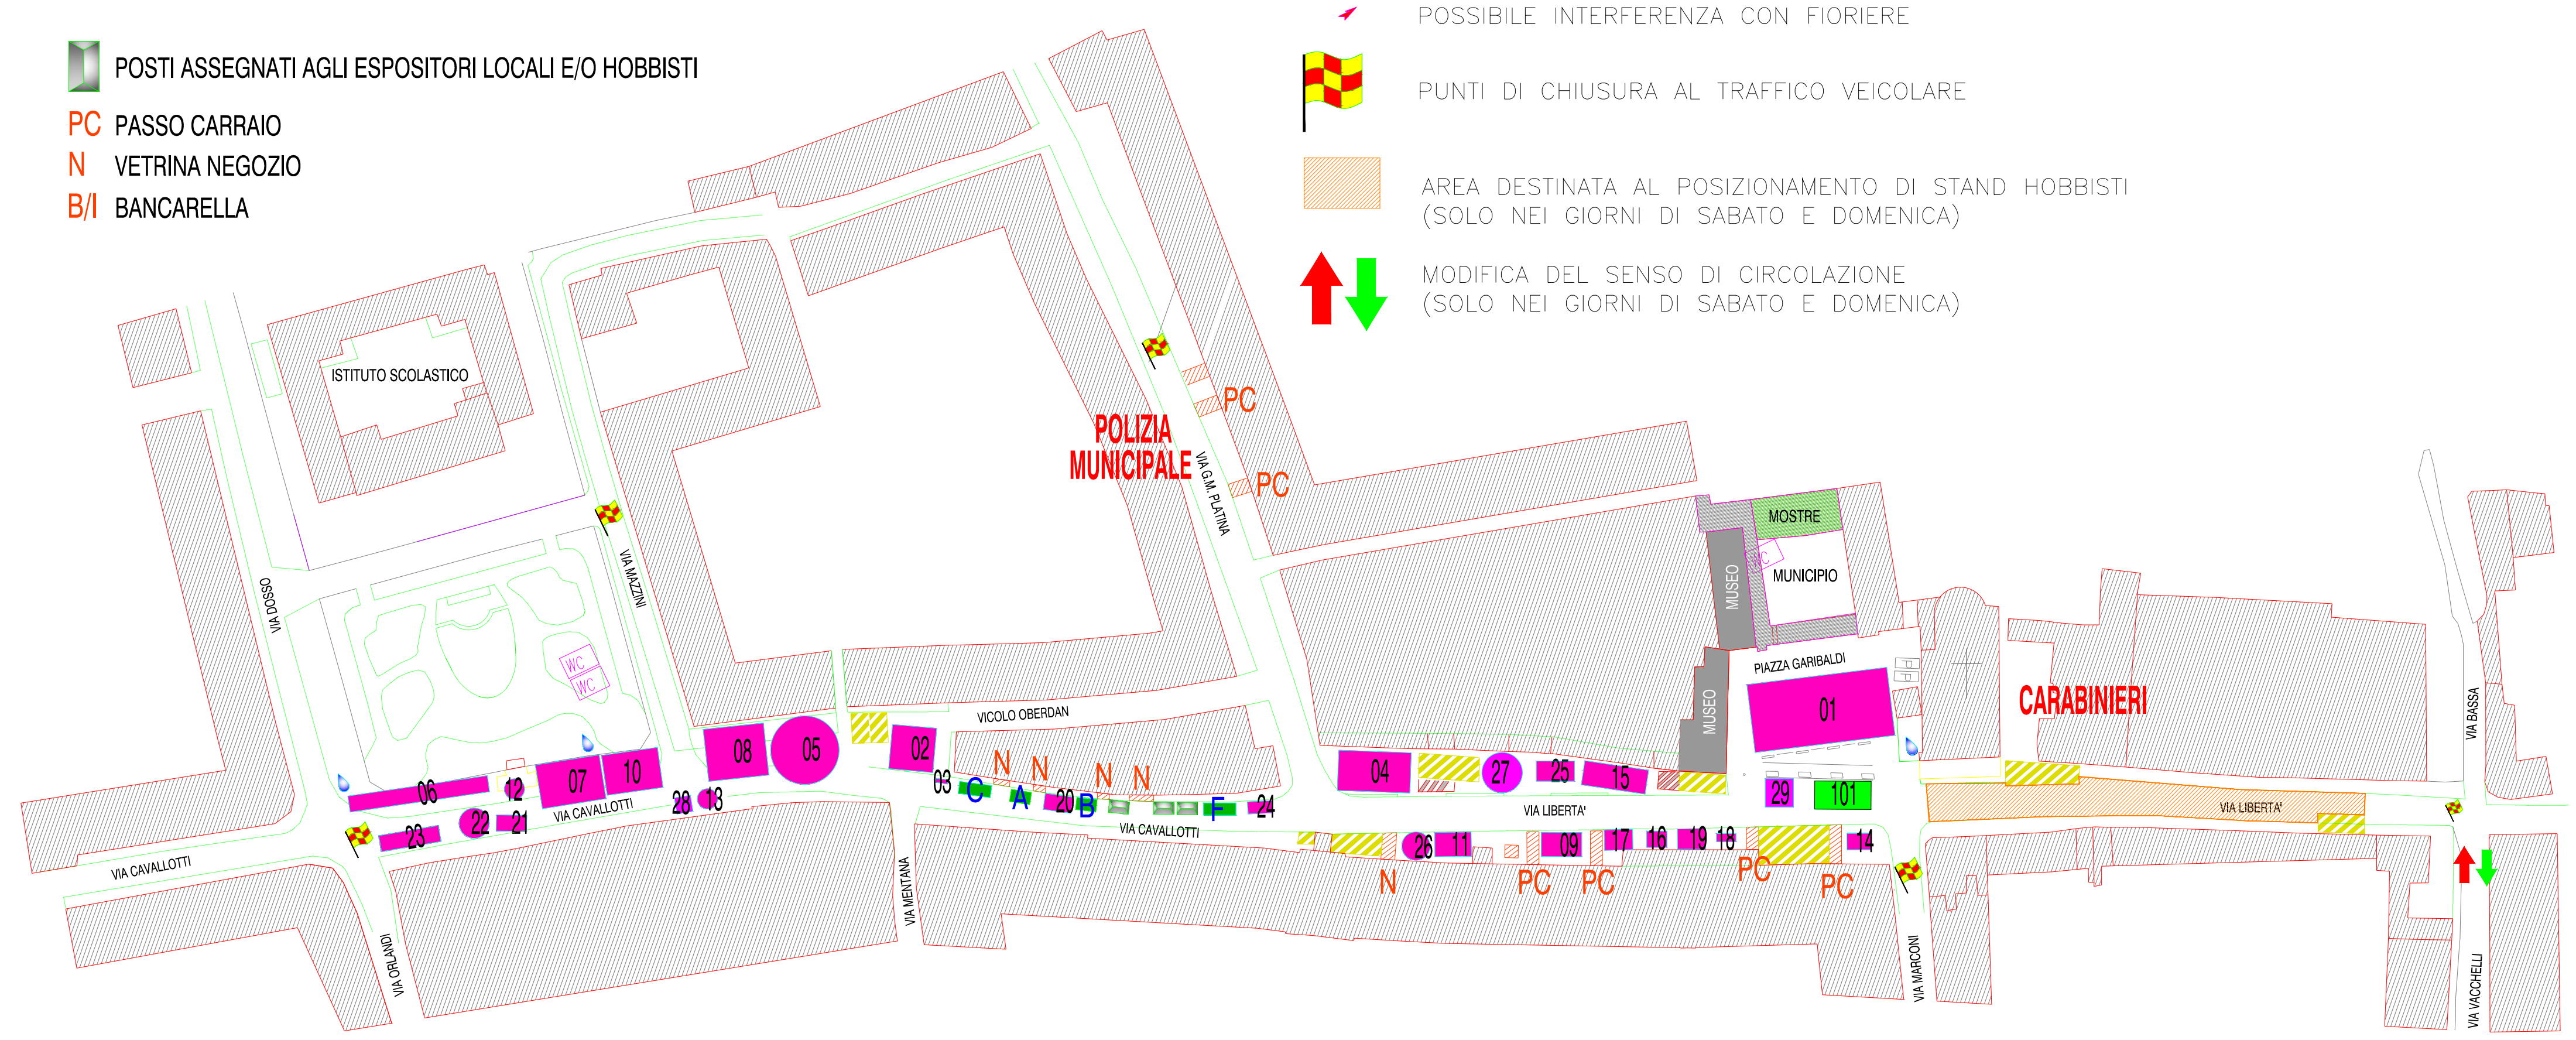 POSSIBILE INTERFERENZA CON FIORIERE
POSTI ASSEGNATI AGLI ESPOSITORI LOCALI E/O HOBBISTI
PUNTI DI CHIUSURA AL TRAFFICO VEICOLARE
PC PASSO CARRAIO
N VETRINA NEGOZIO
B/I BANCARELLA
AREA DESTINATA AL POSIZIONAMENTO DI STAND HOBBISTI
(SOLO NEI GIORNI DI SABATO E DOMENICA)
MODIFICA DEL SENSO DI CIRCOLAZIONE
(SOLO NEI GIORNI DI SABATO E DOMENICA)
ISTITUTO SCOLASTICO
PC
POLIZIA
MUNICIPALE
PC
VIA G.M. PLATINA
MOSTRE
WC
MUNICIPIO
MUSEO
VIA DOSSO
VIA MAZZINI
WC
WC
PIAZZA GARIBALDI
P
P
MUSEO
01
CARABINIERI
VIA BASSA
VICOLO OBERDAN
08
05
02
N
N
N
N
06
12
07
10
03
C
A
20
B
F
24
04
27
25
15
29
101
28
13
VIA CAVALLOTTI
VIA CAVALLOTTI
VIA LIBERTA'
VIA LIBERTA'
23
22
21
26
11
09
17
16
19
18
14
VIA CAVALLOTTI
N
PC
PC
PC
PC
VIA MENTANA
VIA ORLANDI
VIA MARCONI
VIA VACCHELLI